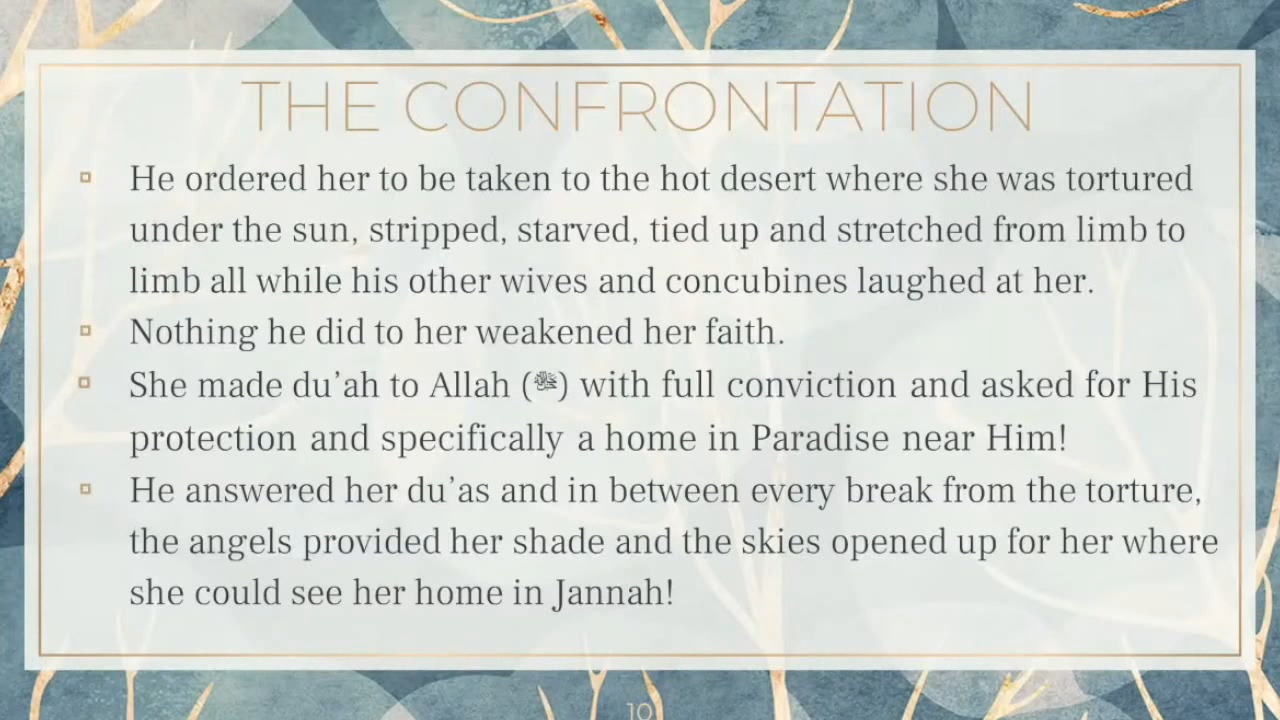 THE CONFRONTATION
He ordered her to be taken to the hot desert where she was tortured
under the sun, stripped, starved, tied up and stretched from limb to
limb all while his other wives and concubines laughed at her.
Nothing he did to her weakened her faith.
She made du’ah to Allah (ﷻ) with full conviction and asked for His
protection and specifically a home in Paradise near Him!
He answered her du’as and in between every break from the torture,
the angels provided her shade and the skies opened up for her where
she could see her home in Jannah!
10